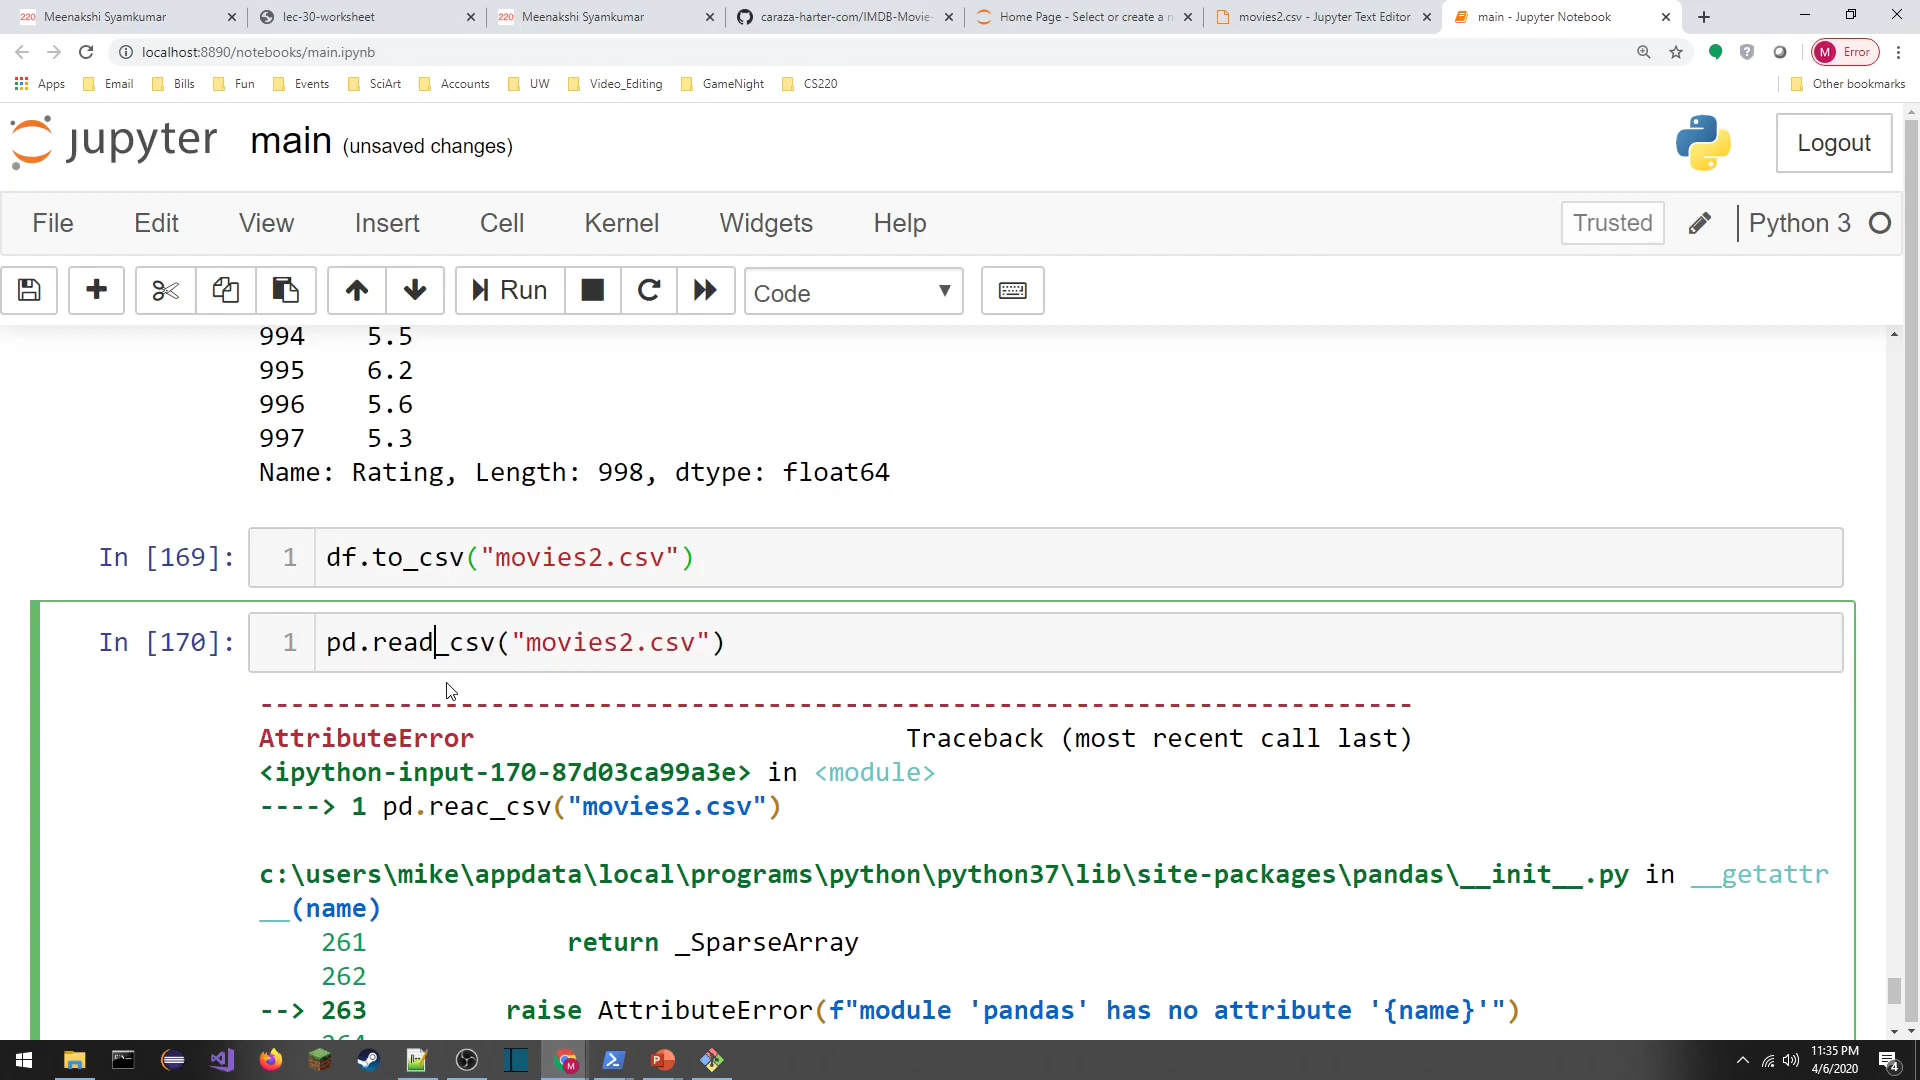 Meenakshi Syamkumar
lec-30-worksheet
Meenakshi Syamkumar
caraza-harter-com/IMDB-Movie-
Home Page - Select or create a n
movies2.csv - Jupyter Text Editor
main - Jupyter Notebook
localhost:8890/notebooks/main.ipynb
M Error
Apps Email Bills Fun Events SciArt Accounts UW Video_Editing GameNight CS220 Other bookmarks
jupyter main (unsaved changes) Logout
File Edit View Insert Cell Kernel Widgets Help Trusted Python 3
Run Code
994 5.5
995 6.2
996 5.6
997 5.3
Name: Rating, Length: 998, dtype: float64
In [169]: 1 df.to_csv("movies2.csv")
In [170]: 1 pd.read_csv("movies2.csv")
---------------------------------------------------------------------------
AttributeError Traceback (most recent call last)
<ipython-input-170-87d03ca99a3e> in <module>
----> 1 pd.reac_csv("movies2.csv")
c:\users\mike\appdata\local\programs\python\python37\lib\site-packages\pandas\__init__.py in __getattr
__(name)
261 return _SparseArray
262
--> 263 raise AttributeError(f"module 'pandas' has no attribute '{name}'")
264
11:35 PM
4/6/2020
4